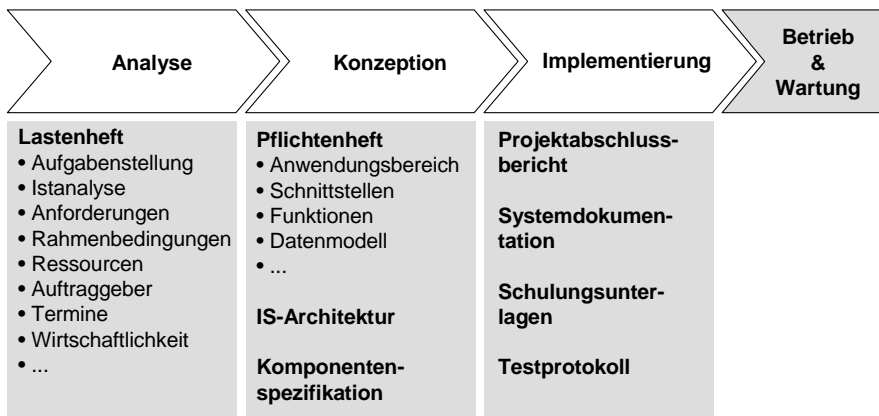 Analyse
Konzeption
Implementierung
Betrieb
&
Wartung
Lastenheft
• Aufgabenstellung
• Istanalyse
• Anforderungen
• Rahmenbedingungen
• Ressourcen
• Auftraggeber
• Termine
• Wirtschaftlichkeit
• ...
Pflichtenheft
• Anwendungsbereich
• Schnittstellen
• Funktionen
• Datenmodell
• ...
IS-Architektur
Komponenten-
spezifikation
Projektabschluss-
bericht
Systemdokumen-
tation
Schulungsunter-
lagen
Testprotokoll